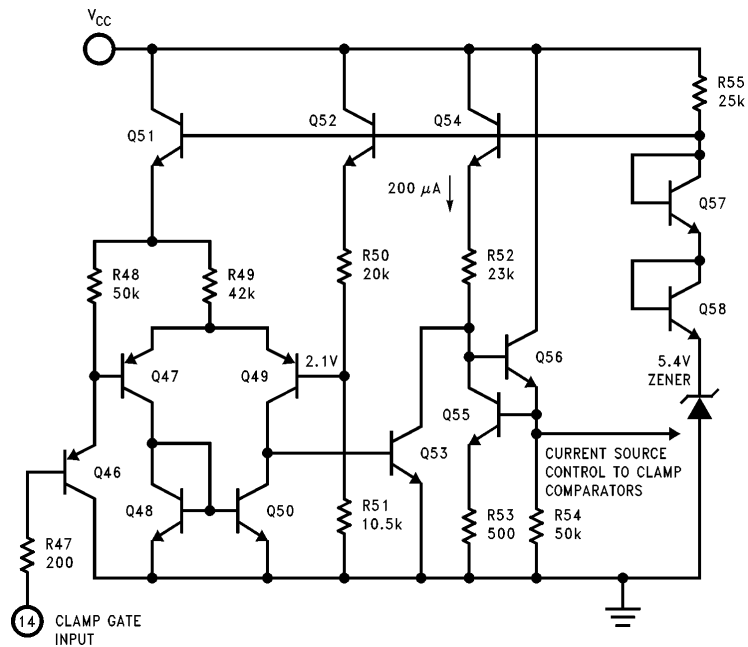 VCC
R55
25k
Q51
Q52
Q54
200 μA
Q57
R48
50k
R49
42k
R50
20k
R52
23k
Q58
Q47
Q49
2.1V
Q56
5.4V
ZENER
Q55
Q46
Q48
Q50
Q53
CURRENT SOURCE
CONTROL TO CLAMP
COMPARATORS
R47
200
R51
10.5k
R53
500
R54
50k
14
CLAMP GATE
INPUT